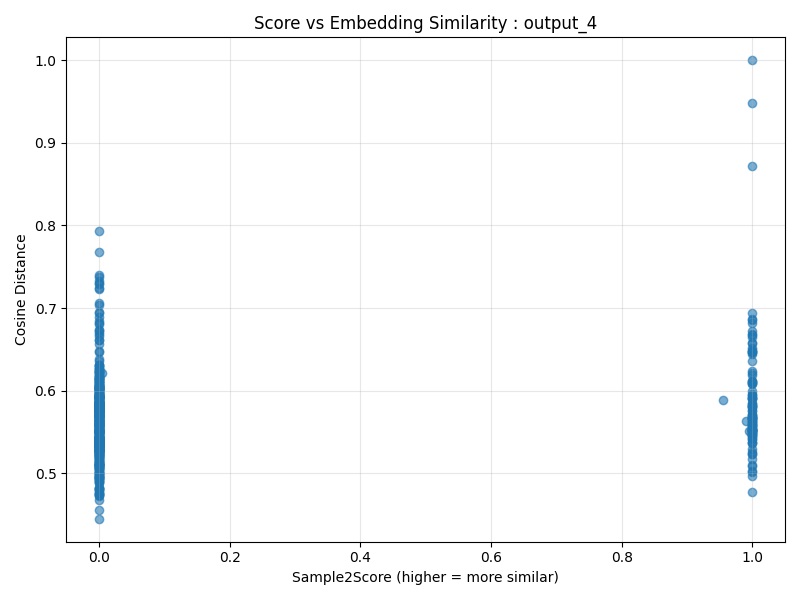 Score vs Embedding Similarity : output_4
Cosine Distance
1.0
0.9
0.8
0.7
0.6
0.5
0.0 0.2 0.4 0.6 0.8 1.0
Sample2Score (higher = more similar)